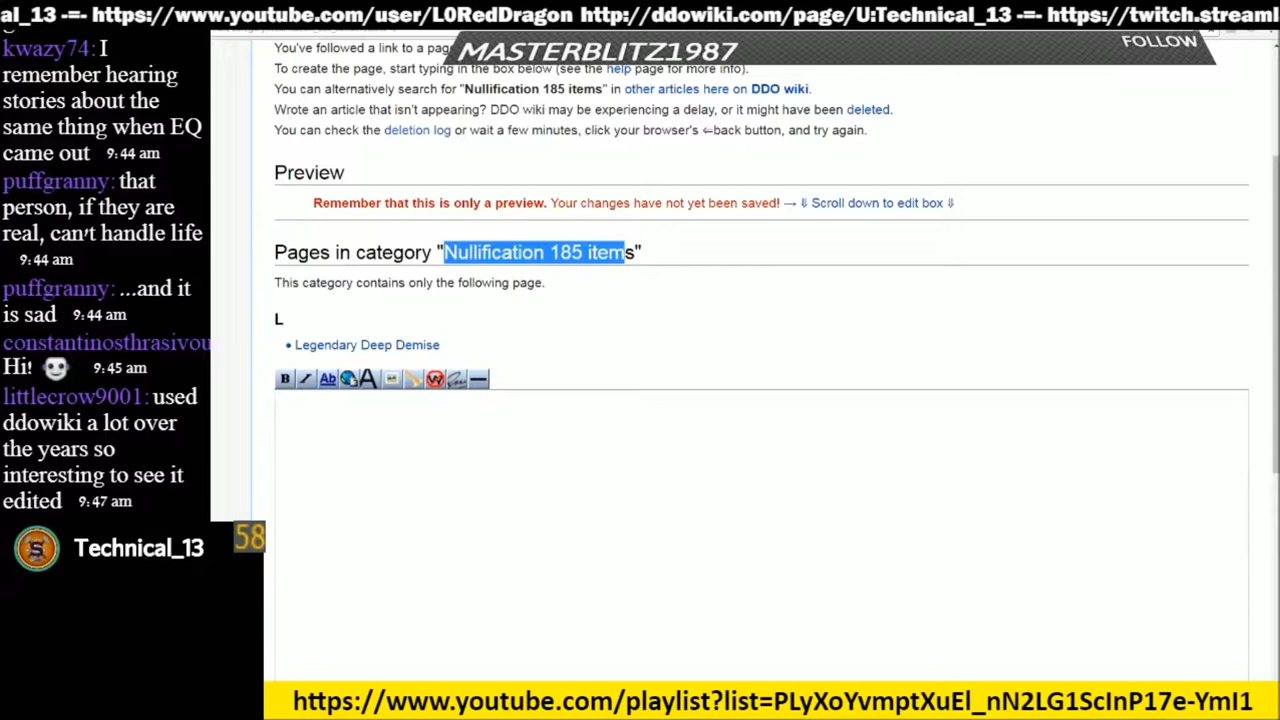 al_13 -=- https://www.youtube.com/user/L0RedDragon http://ddowiki.com/page/U:Technical_13 -=- https://twitch.streaml
kwazy74: I
remember hearing
stories about the
same thing when EQ
came out 9:44 am
puffgranny: that
person, if they are
real, can't handle life
9:44 am
puffgranny: ...and it
is sad 9:44 am
constantinosthrasivou
Hi! 9:45 am
littlecrow9001: used
ddowiki a lot over
the years so
interesting to see it
edited 9:47 am
Technical_13
58
MASTERBLITZ1987
FOLLOW
You've followed a link to a pag
To create the page, start typing in the box below (see the help page for more info).
You can alternatively search for "Nullification 185 items" in other articles here on DDO wiki.
Wrote an article that isn't appearing? DDO wiki may be experiencing a delay, or it might have been deleted.
You can check the deletion log or wait a few minutes, click your browser's ⇐back button, and try again.
Preview
Remember that this is only a preview. Your changes have not yet been saved! → ⇓ Scroll down to edit box ⇓
Pages in category "Nullification 185 items"
This category contains only the following page.
L
• Legendary Deep Demise
B I Ab A W
https://www.youtube.com/playlist?list=PLyXoYvmptXuEl_nN2LG1ScInP17e-YmI1